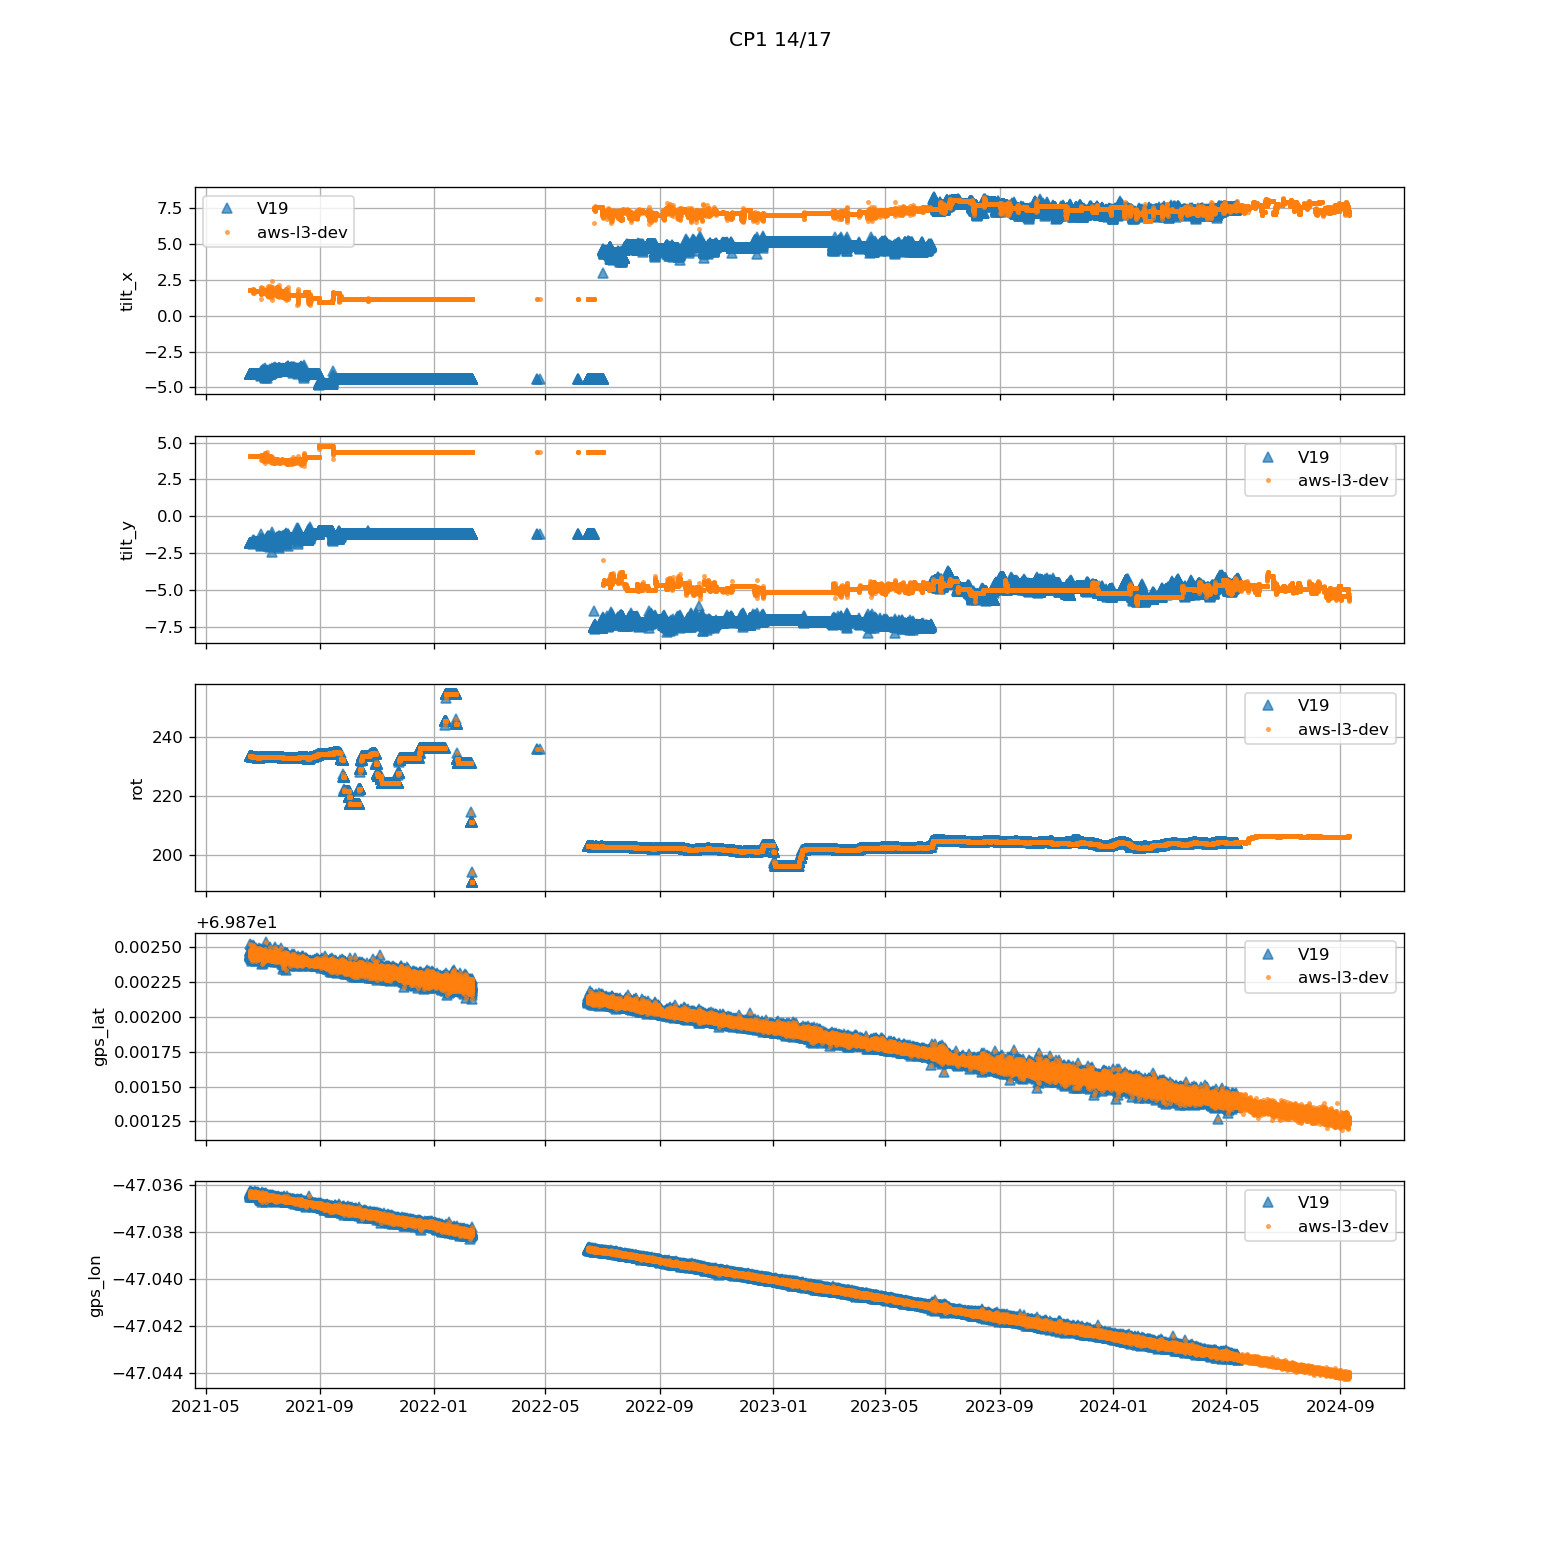 CP1 14/17
7.5
5.0
2.5
0.0
−2.5
−5.0
tilt_x
V19
aws-l3-dev
5.0
2.5
0.0
−2.5
−5.0
−7.5
tilt_y
V19
aws-l3-dev
240
220
200
rot
V19
aws-l3-dev
+6.987e1
0.00250
0.00225
0.00200
0.00175
0.00150
0.00125
gps_lat
V19
aws-l3-dev
−47.036
−47.038
−47.040
−47.042
−47.044
gps_lon
V19
aws-l3-dev
2021-05 2021-09 2022-01 2022-05 2022-09 2023-01 2023-05 2023-09 2024-01 2024-05 2024-09